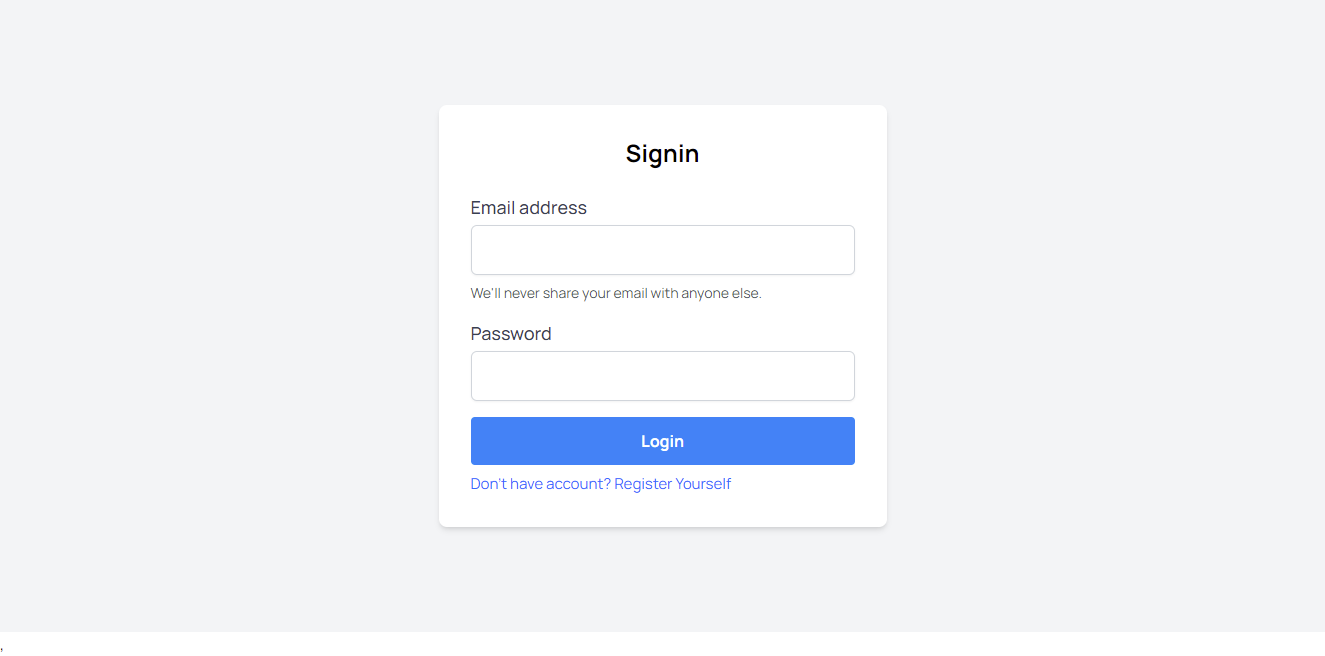 Signin
Email address
We'll never share your email with anyone else.
Password
Login
Don't have account? Register Yourself
,